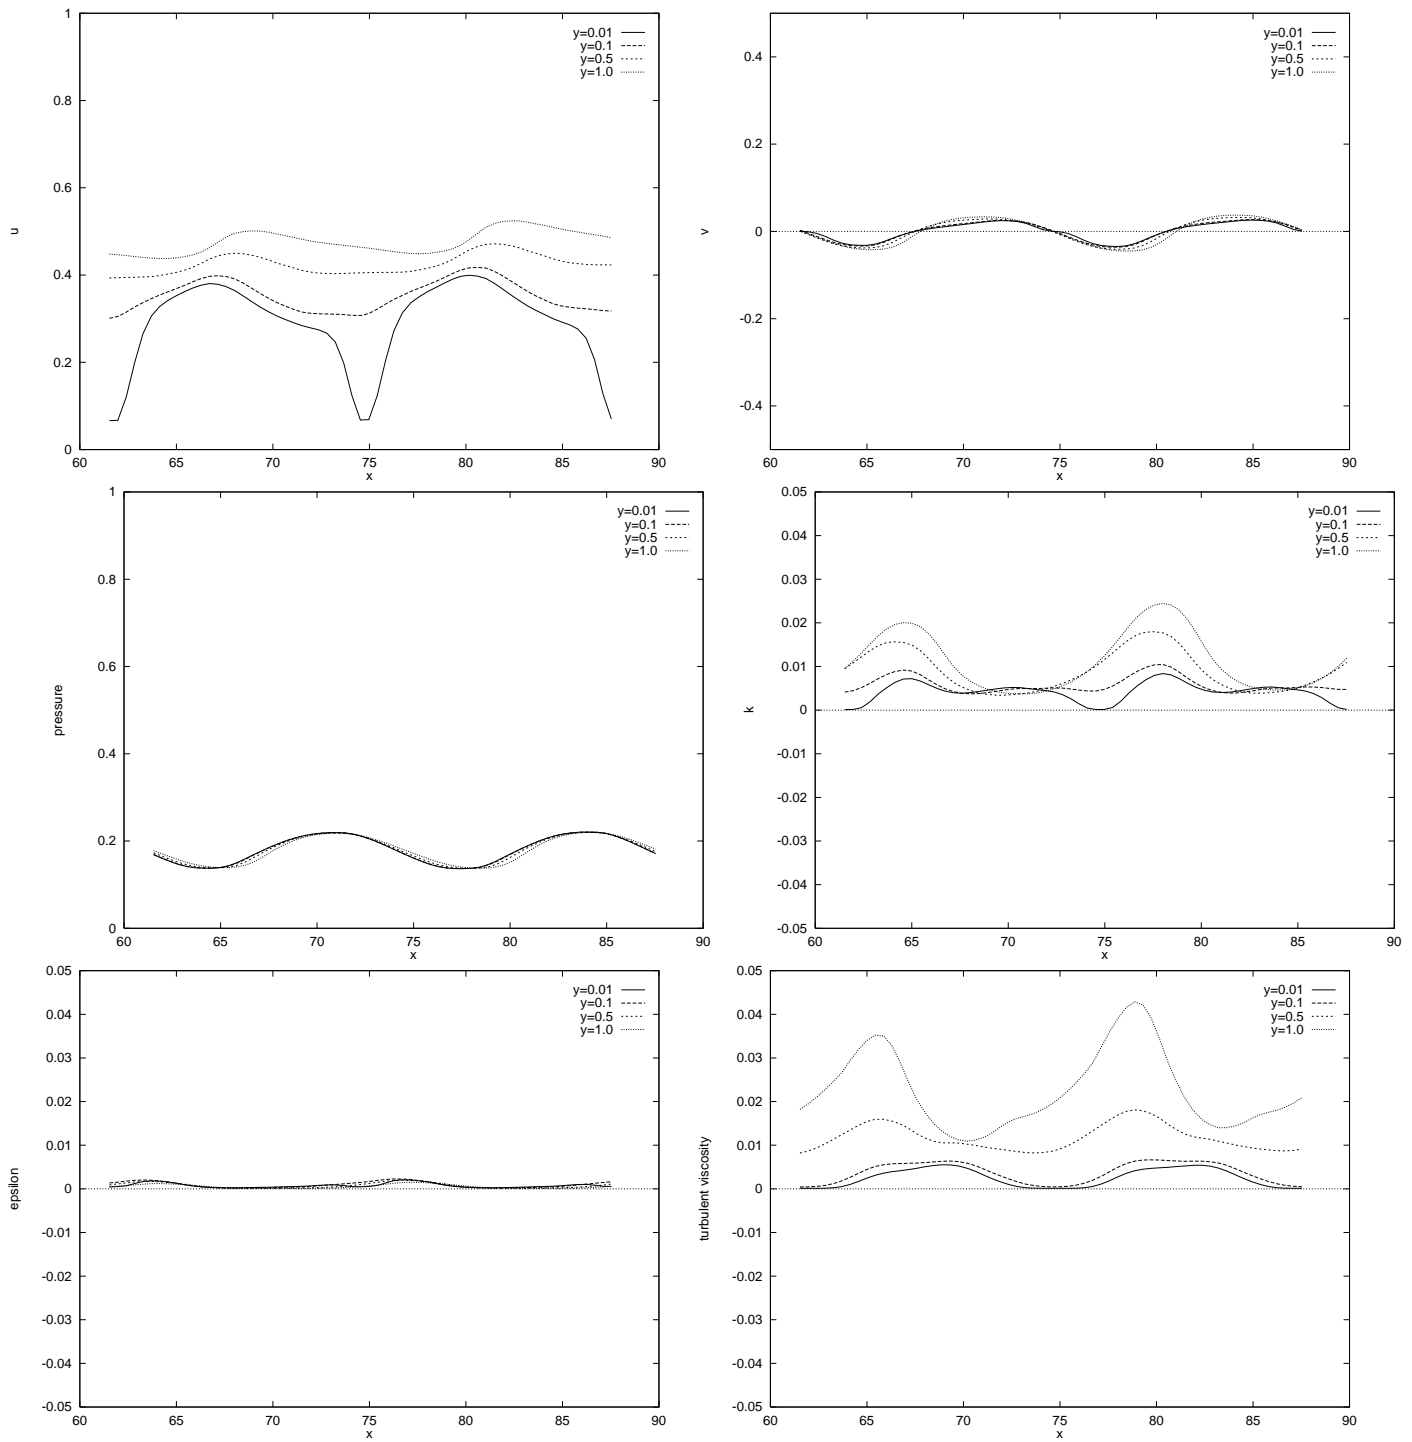 1
0.8
0.6
0.4
0.2
0
60 65 70 75 80 85 90
u
x
y=0.01
y=0.1
y=0.5
y=1.0
0.4
0.2
0
-0.2
-0.4
60 65 70 75 80 85 90
v
x
y=0.01
y=0.1
y=0.5
y=1.0
1
0.8
0.6
0.4
0.2
0
60 65 70 75 80 85 90
pressure
x
y=0.01
y=0.1
y=0.5
y=1.0
0.05
0.04
0.03
0.02
0.01
0
-0.01
-0.02
-0.03
-0.04
-0.05
60 65 70 75 80 85 90
k
x
y=0.01
y=0.1
y=0.5
y=1.0
0.05
0.04
0.03
0.02
0.01
0
-0.01
-0.02
-0.03
-0.04
-0.05
60 65 70 75 80 85 90
epsilon
x
y=0.01
y=0.1
y=0.5
y=1.0
0.05
0.04
0.03
0.02
0.01
0
-0.01
-0.02
-0.03
-0.04
-0.05
60 65 70 75 80 85 90
turbulent viscosity
x
y=0.01
y=0.1
y=0.5
y=1.0